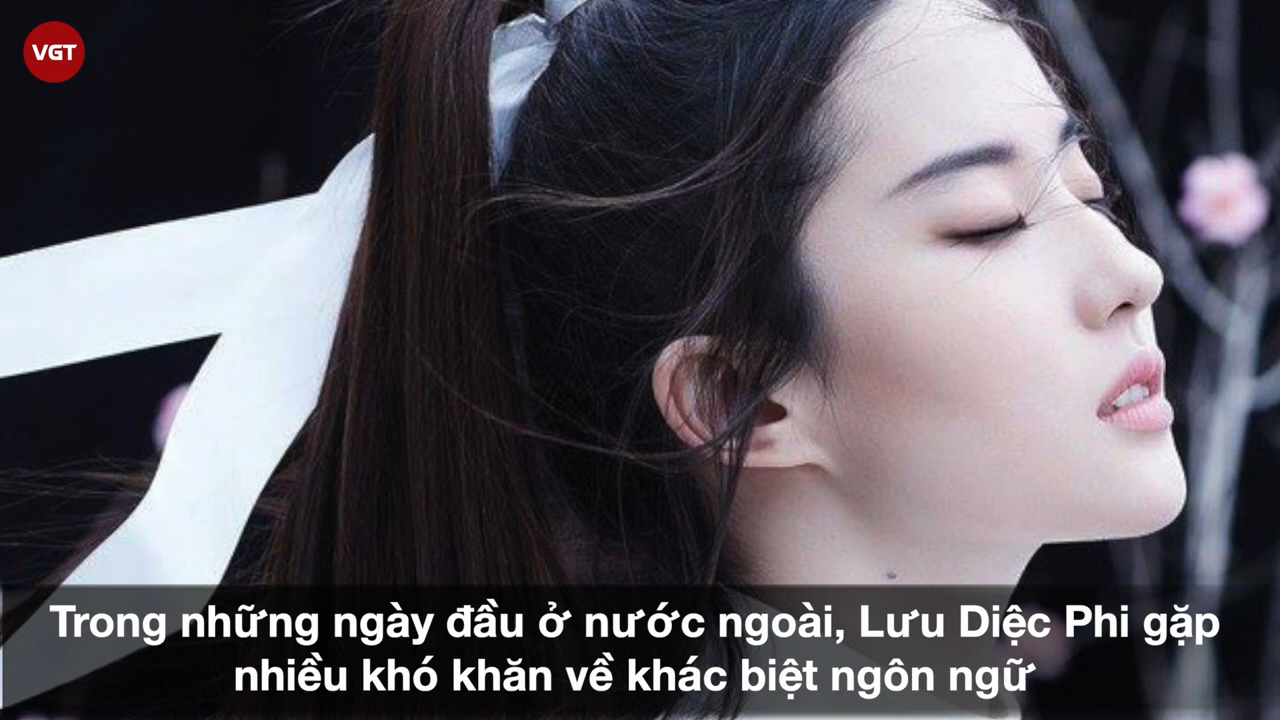 VGT
Trong những ngày đầu ở nước ngoài, Lưu Diệc Phi gặp
nhiều khó khăn về khác biệt ngôn ngữ